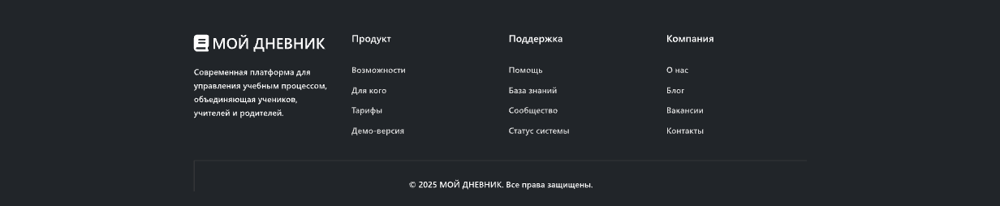 МОЙ ДНЕВНИК
Современная платформа для
управления учебным процессом,
объединяющая учеников,
учителей и родителей.
Продукт
Возможности
Для кого
Тарифы
Демо-версия
Поддержка
Помощь
База знаний
Сообщество
Статус системы
Компания
О нас
Блог
Вакансии
Контакты
© 2025 МОЙ ДНЕВНИК. Все права защищены.